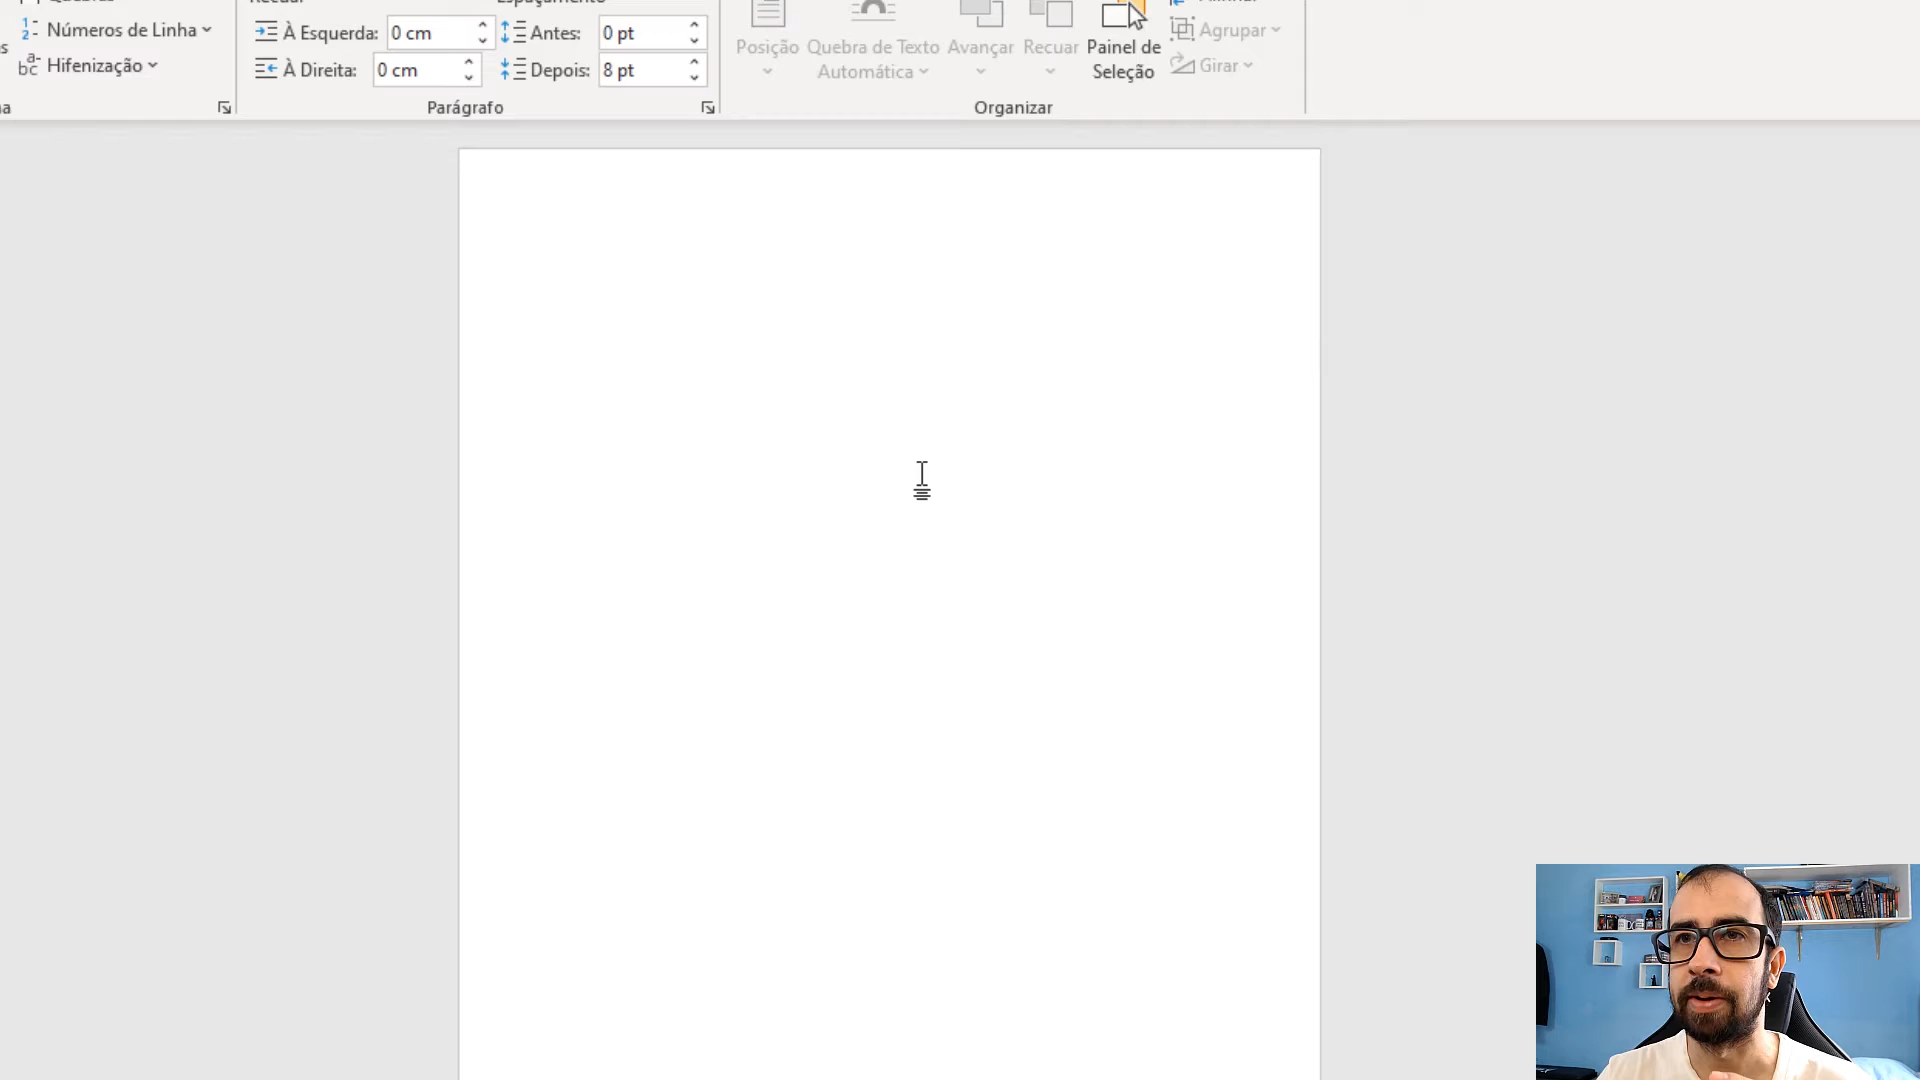 Números de Linha
À Esquerda: 0 cm
Antes: 0 pt
Hifenização
À Direita: 0 cm
Depois: 8 pt
Parágrafo
Posição
Quebra de Texto
Automática
Avançar
Recuar
Painel de
Seleção
Agrupar
Girar
Organizar